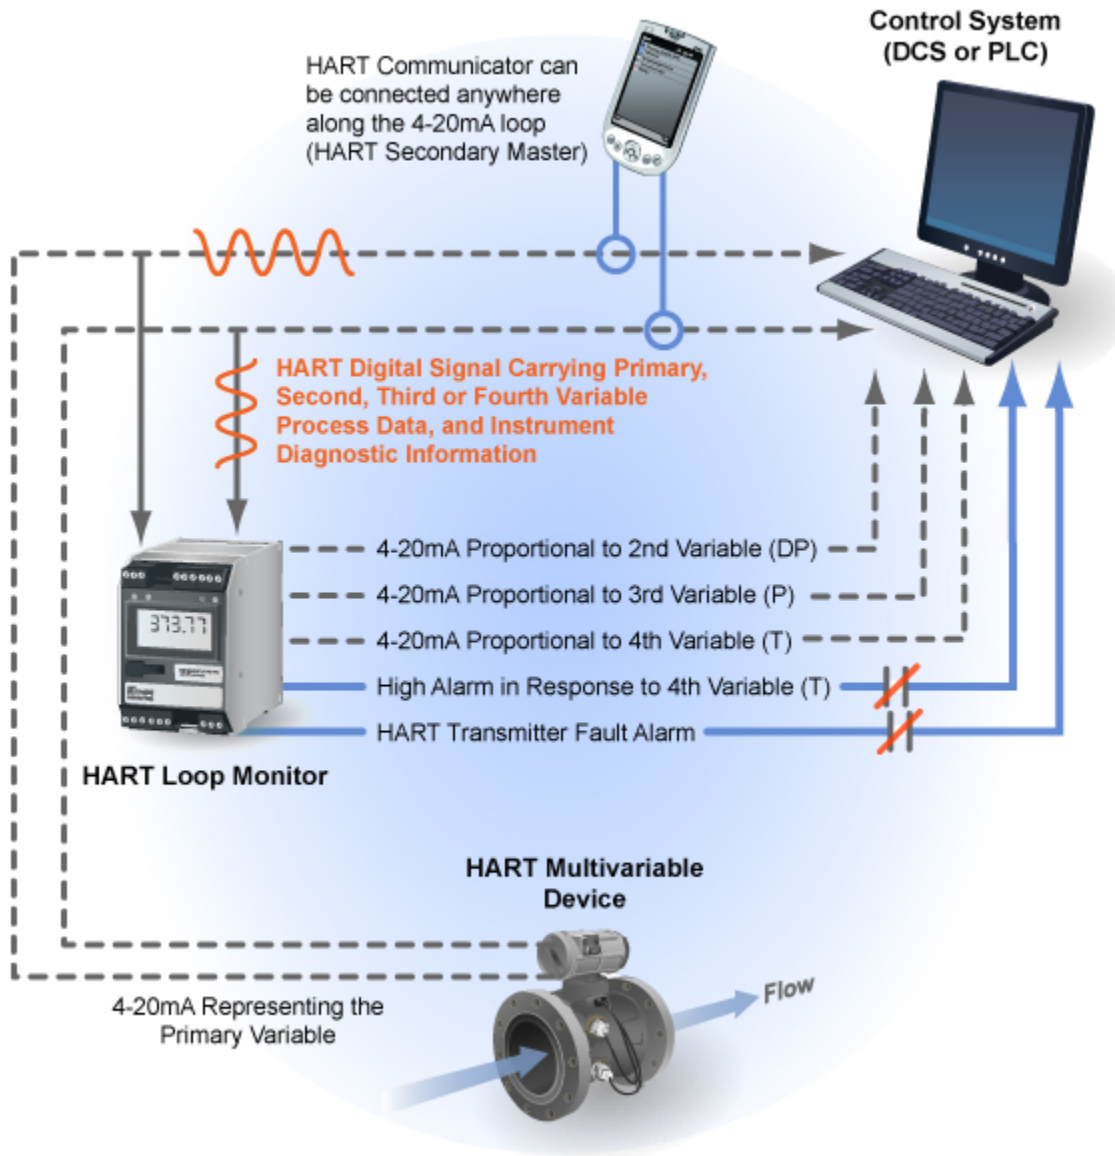 Control System
(DCS or PLC)
HART Communicator can
be connected anywhere
along the 4-20mA loop
(HART Secondary Master)
HART Digital Signal Carrying Primary,
Second, Third or Fourth Variable
Process Data, and Instrument
Diagnostic Information
4-20mA Proportional to 2nd Variable (DP)
4-20mA Proportional to 3rd Variable (P)
373.77
4-20mA Proportional to 4th Variable (T)
High Alarm in Response to 4th Variable (T)
HART Transmitter Fault Alarm
HART Loop Monitor
HART Multivariable
Device
Flow
4-20mA Representing the
Primary Variable